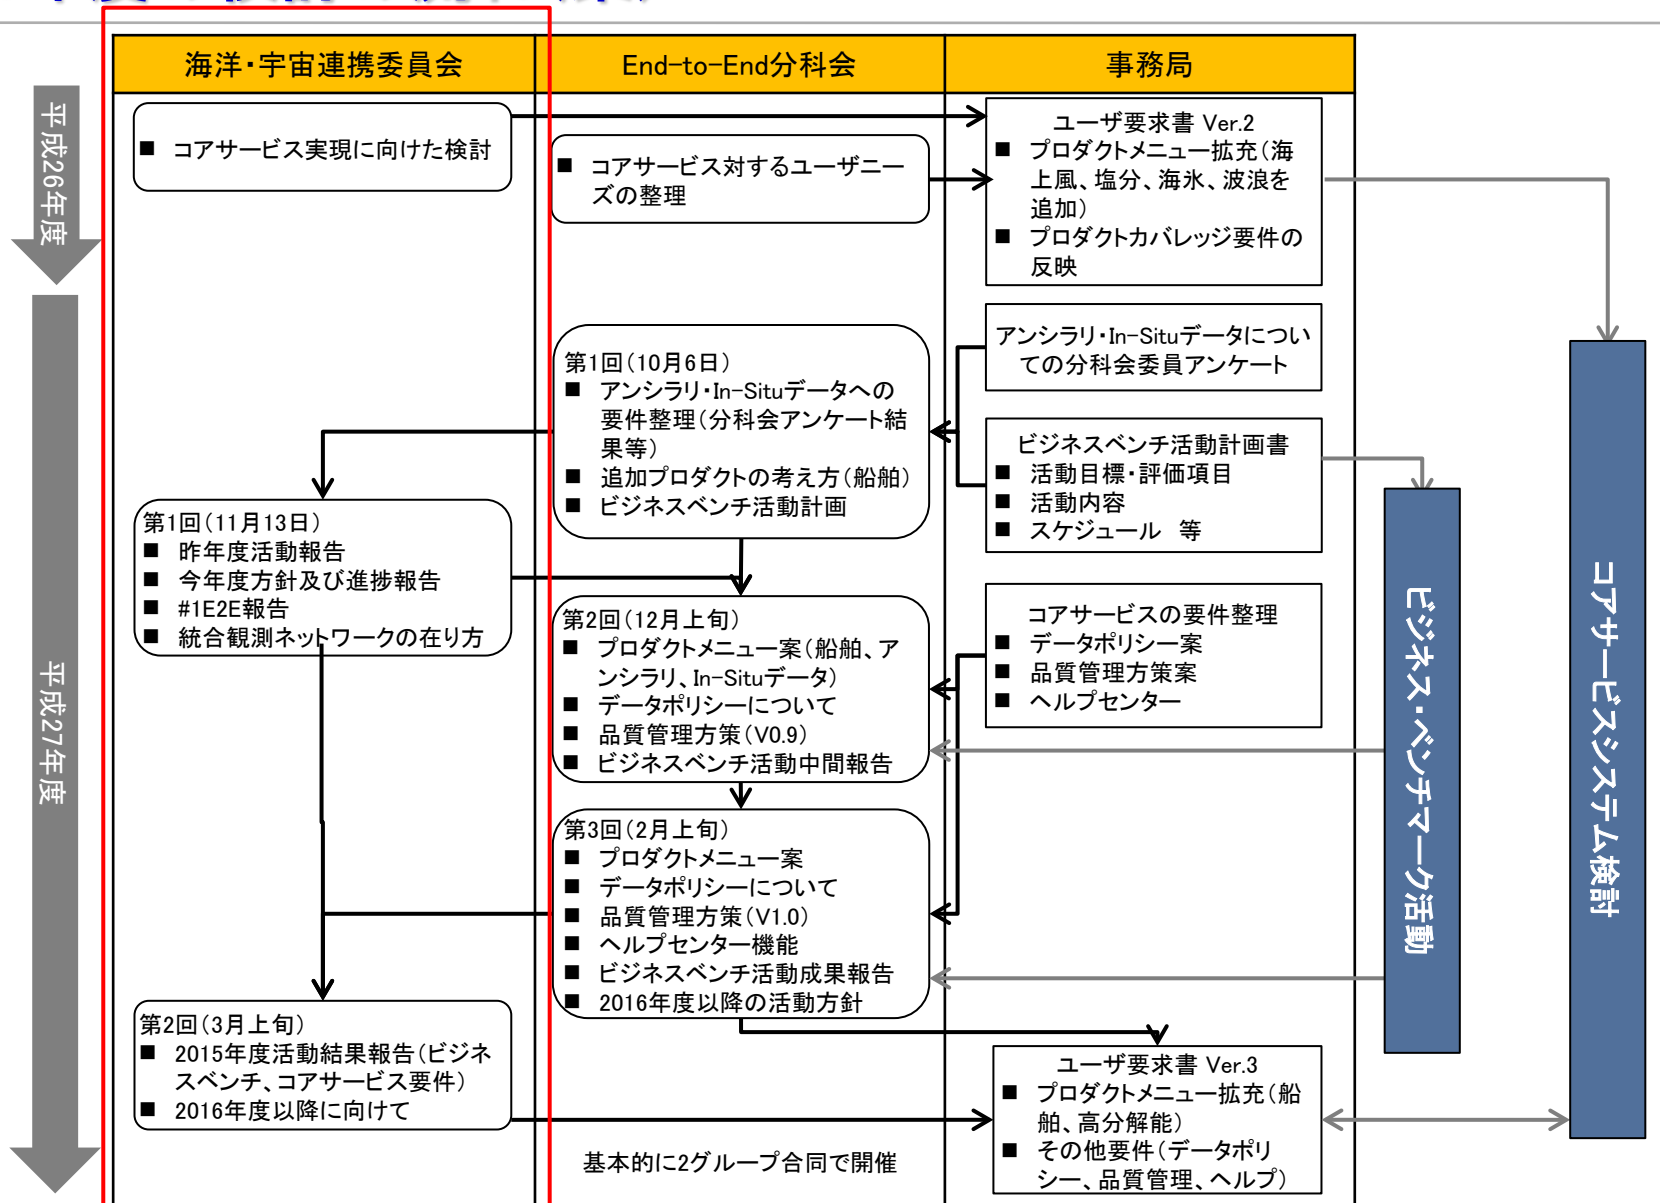 海洋・宇宙連携委員会
End-to-End分科会
事務局
平成26年度
平成27年度
■ コアサービス実現に向けた検討
■ コアサービス対するユーザニー
ズの整理
ユーザ要求書 Ver.2
■ プロダクトメニュー拡充（海
上風、塩分、海氷、波浪を
追加）
■ プロダクトカバレッジ要件の
反映
アンシラリ・In-Situデータについ
ての分科会委員アンケート
第1回（10月6日）
■ アンシラリ・In-Situデータへの
要件整理（分科会アンケート結
果等）
■ 追加プロダクトの考え方（船舶）
■ ビジネスベンチ活動計画
ビジネスベンチ活動計画書
■ 活動目標・評価項目
■ 活動内容
■ スケジュール 等
第1回（11月13日）
■ 昨年度活動報告
■ 今年度方針及び進捗報告
■ #1E2E報告
■ 統合観測ネットワークの在り方
第2回（12月上旬）
■ プロダクトメニュー案（船舶、ア
ンシラリ、In-Situデータ）
■ データポリシーについて
■ 品質管理方策（V0.9）
■ ビジネスベンチ活動中間報告
コアサービスの要件整理
■ データポリシー案
■ 品質管理方策案
■ ヘルプセンター
第3回（2月上旬）
■ プロダクトメニュー案
■ データポリシーについて
■ 品質管理方策（V1.0）
■ ヘルプセンター機能
■ ビジネスベンチ活動成果報告
■ 2016年度以降の活動方針
第2回（3月上旬）
■ 2015年度活動結果報告（ビジネ
スベンチ、コアサービス要件）
■ 2016年度以降に向けて
ユーザ要求書 Ver.3
■ プロダクトメニュー拡充（船
舶、高分解能）
■ その他要件（データポリ
シー、品質管理、ヘルプ）
基本的に2グループ合同で開催
ビジネス・ベンチマーク活動
コアサービスシステム検討